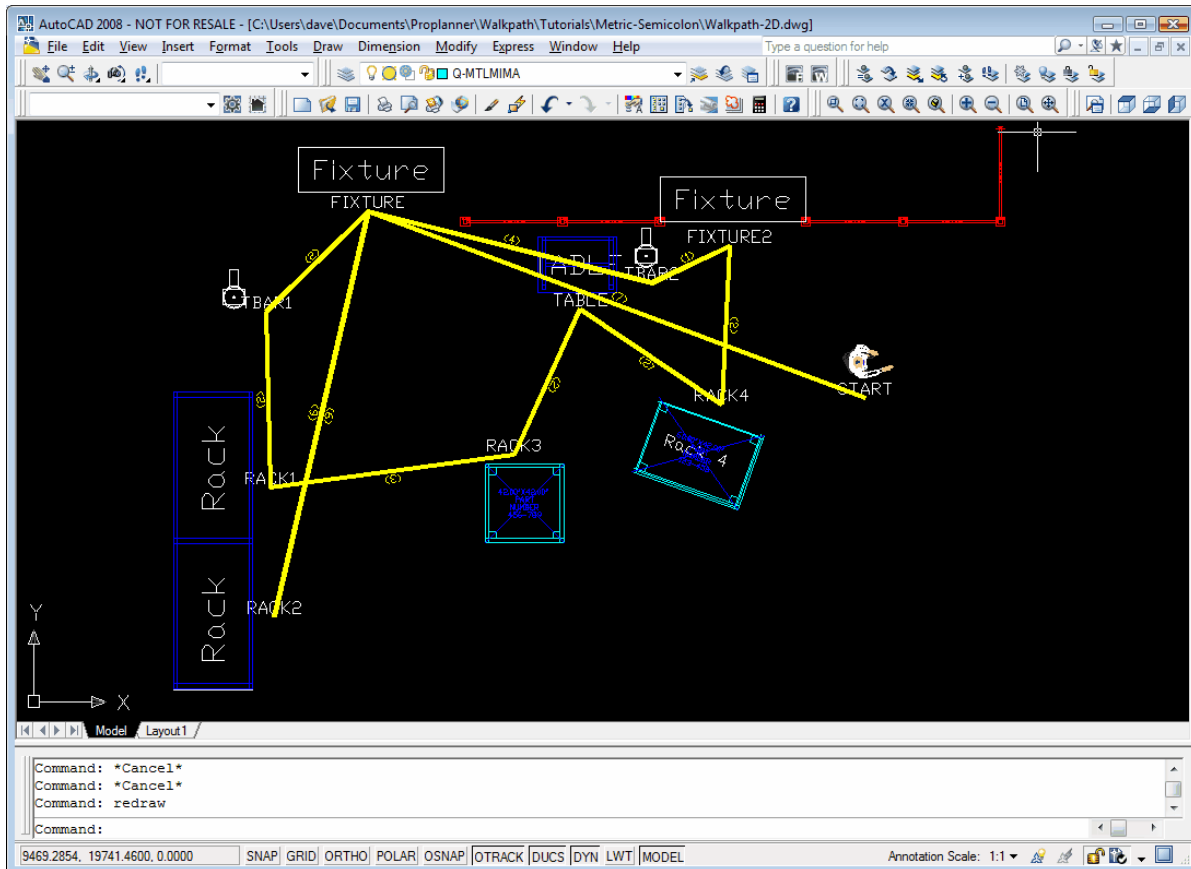 AutoCAD 2008 - NOT FOR RESALE - [C:\Users\dave\Documents\Proplanner\Walkpath\Tutorials\Metric-Semicolon\Walkpath-2D.dwg]
File Edit View Insert Format Tools Draw Dimension Modify Express Window Help
Type a question for help
Q-MTLMIMA
Fixture
FIXTURE
Fixture
FIXTURE2
TABLE
TBAR1
START
RACK4
Rack 4
RACK3
Rack
RACK1
Rack
RACK2
Y
X
Model Layout1
Command: *Cancel*
Command: *Cancel*
Command: redraw
Command:
9469.2854, 19741.4600, 0.0000 SNAP GRID ORTHO POLAR OSNAP OTRACK DUCS DYN LWT MODEL Annotation Scale: 1:1